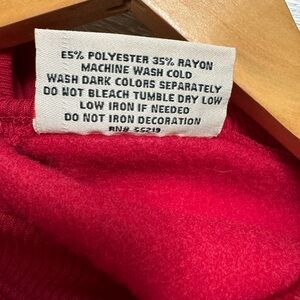 65% POLYESTER 35% RAYON
MACHINE WASH COLD
WASH DARK COLORS SEPARATELY
DO NOT BLEACH TUMBLE DRY LOW
LOW IRON IF NEEDED
DO NOT IRON DECORATION
RN# 55219